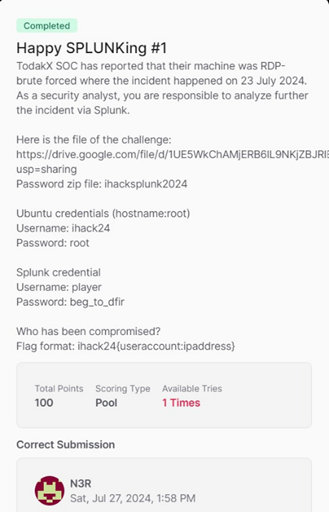 Completed
Happy SPLUNKing #1
TodakX SOC has reported that their machine was RDP-
brute forced where the incident happened on 23 July 2024.
As a security analyst, you are responsible to analyze further
the incident via Splunk.
Here is the file of the challenge:
https://drive.google.com/file/d/1UE5WkChAMjERB6IL9NKjZBJRI
usp=sharing
Password zip file: ihacksplunk2024
Ubuntu credentials (hostname:root)
Username: ihack24
Password: root
Splunk credential
Username: player
Password: beg_to_dfir
Who has been compromised?
Flag format: ihack24{useraccount:ipaddress}
Total Points Scoring Type Available Tries
100 Pool 1 Times
Correct Submission
N3R
Sat, Jul 27, 2024, 1:58 PM